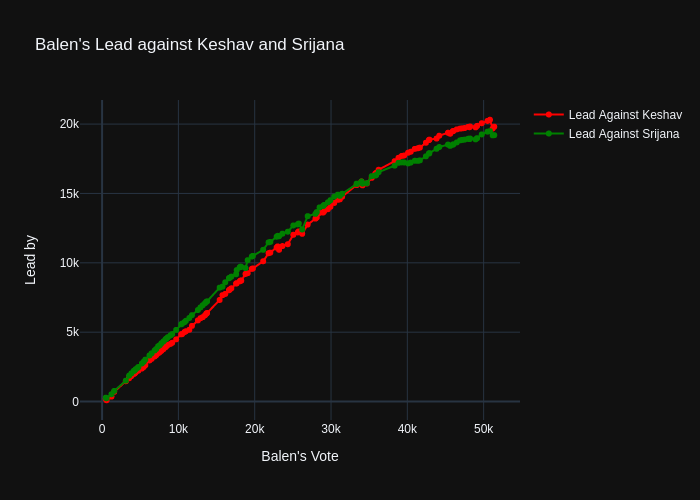 Balen's Lead against Keshav and Srijana
Lead Against Keshav
Lead Against Srijana
20k
15k
10k
5k
0
Lead by
0 10k 20k 30k 40k 50k
Balen's Vote